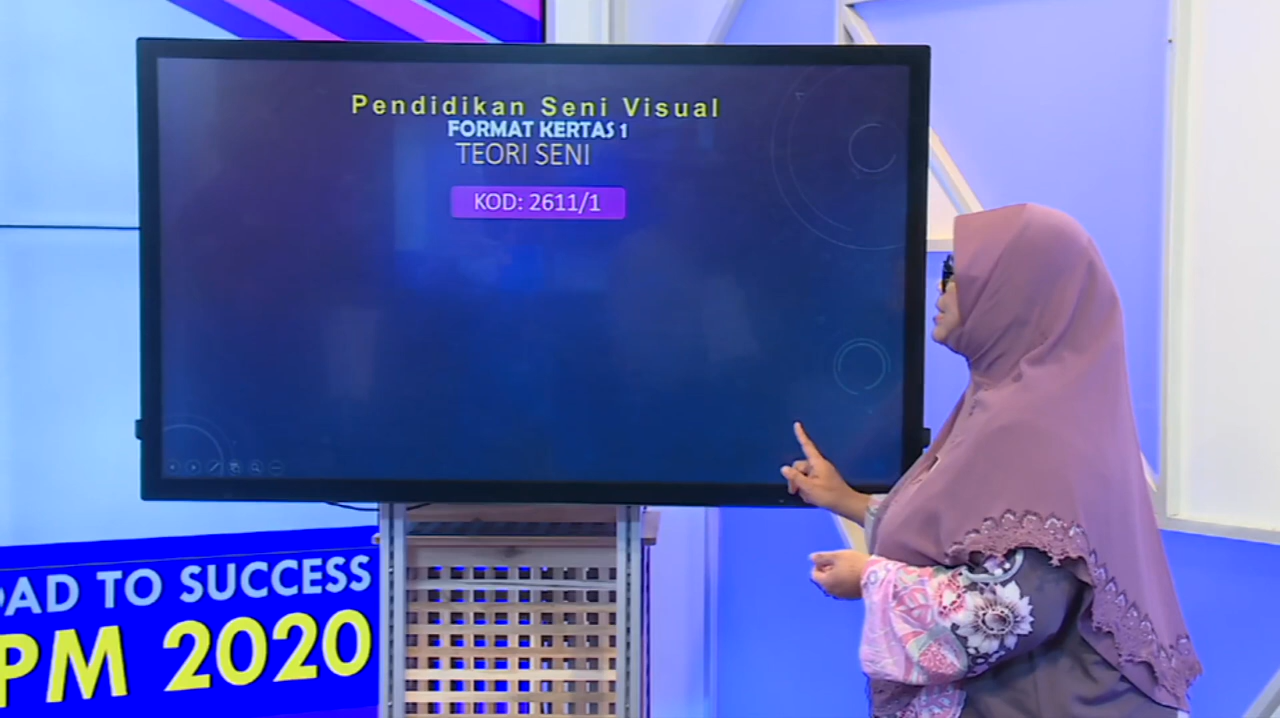 Pendidikan Seni Visual
FORMAT KERTAS 1
TEORI SENI
KOD: 2611/1
OAD TO SUCCESS
PM 2020